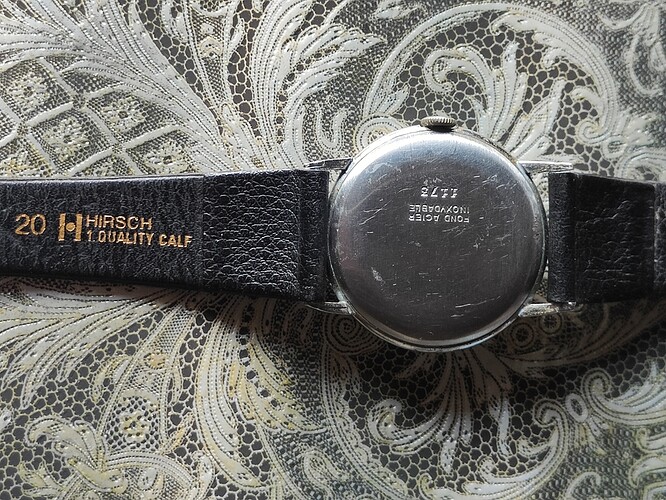 20 H HIRSCH
1. QUALITY CALF
FOND ACIER
INOXYDABLE
1173